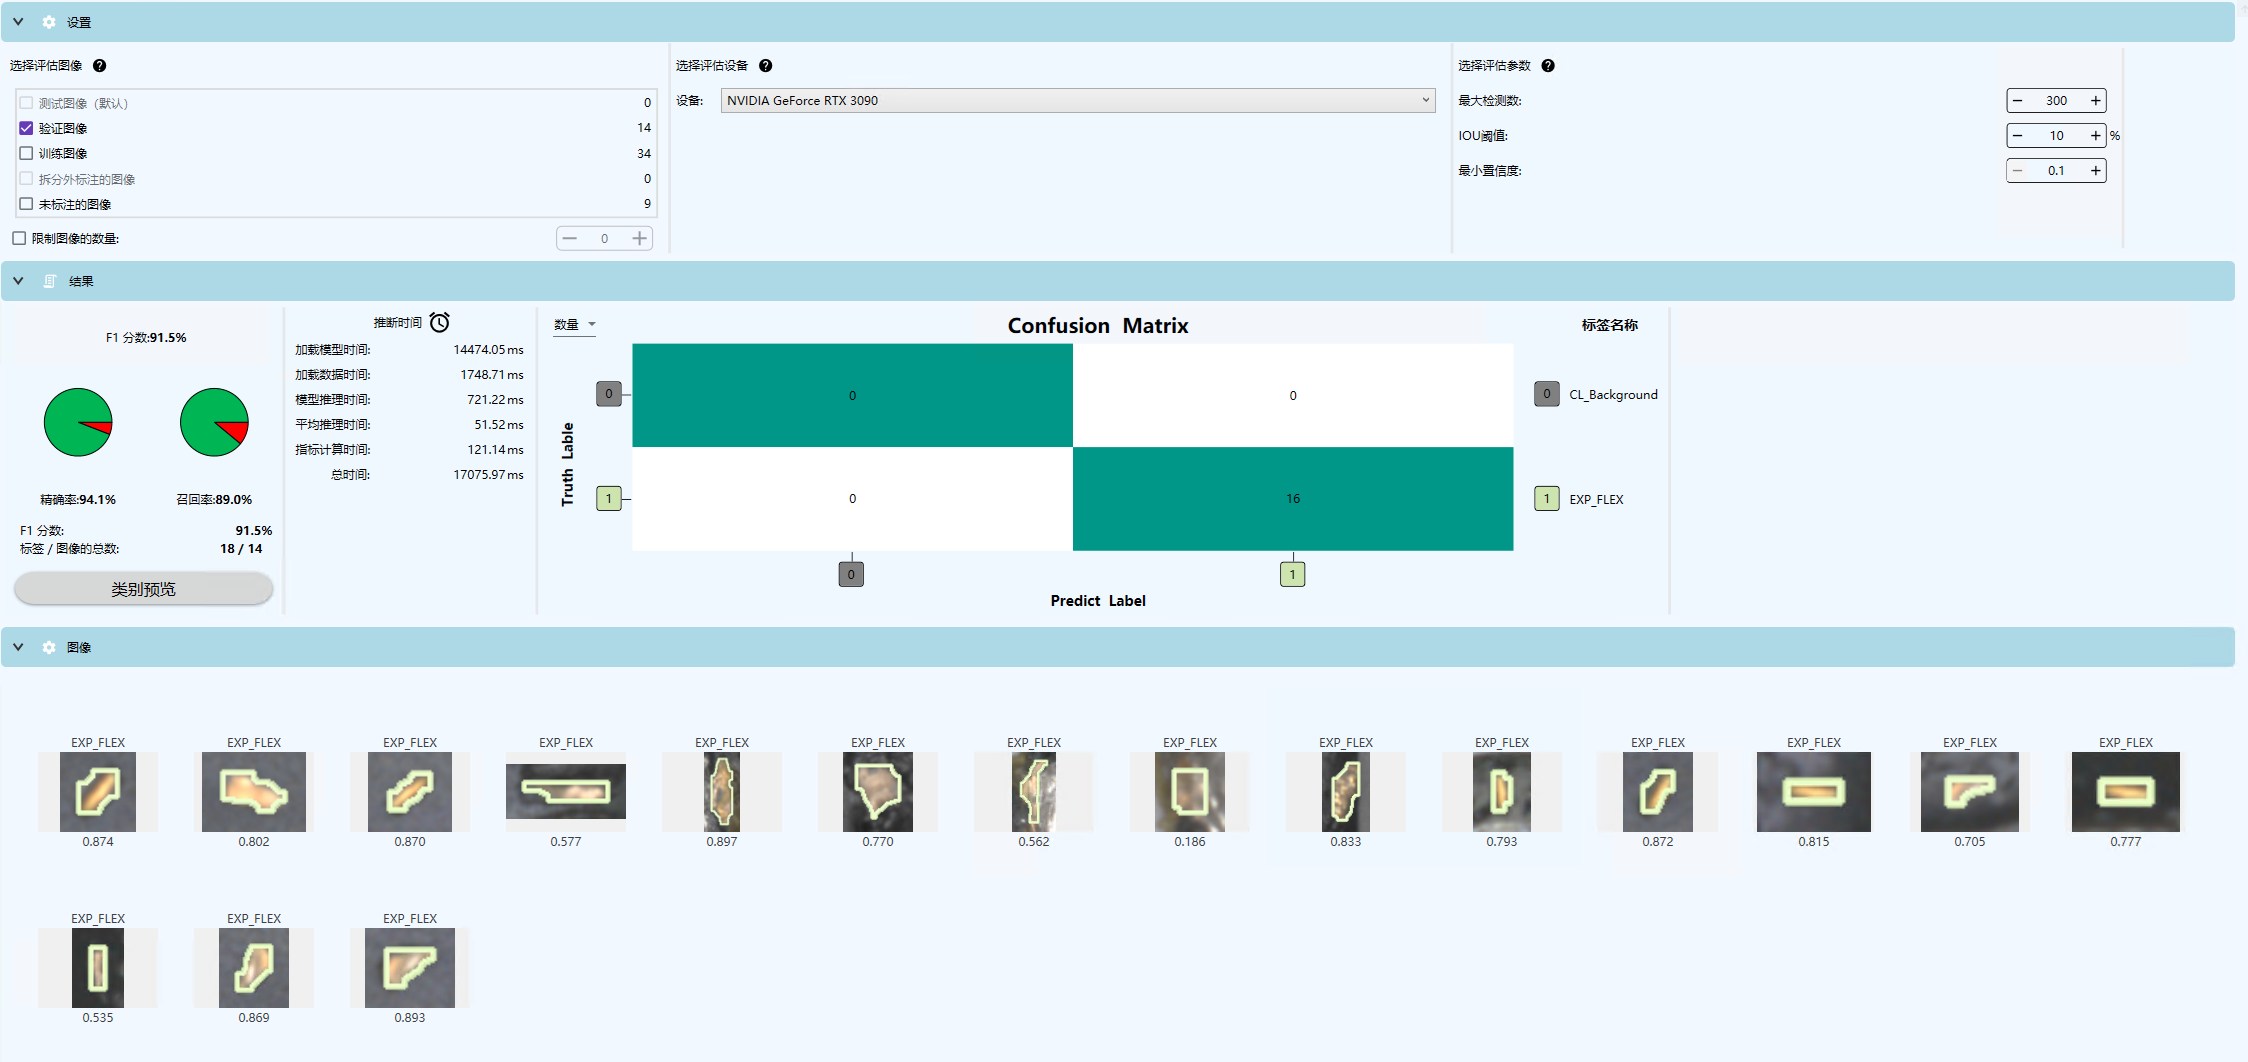 设置
选择评估图像 ?
测试图像（默认） 0
验证图像 14
训练图像 34
拆分外标注的图像 0
未标注的图像 9
限制图像的数量: 0
选择评估设备 ?
设备: NVIDIA GeForce RTX 3090
选择评估参数 ?
最大检测数: 300
IOU阈值: 10 %
最小置信度: 0.1
结果
F1 分数:91.5%
精确率:94.1% 召回率:89.0%
F1 分数: 91.5%
标签 / 图像的总数: 18 / 14
类别预览
推断时间
加载模型时间: 14474.05 ms
加载数据时间: 1748.71 ms
模型推理时间: 721.22 ms
平均推理时间: 51.52 ms
指标计算时间: 121.14 ms
总时间: 17075.97 ms
数量
Confusion Matrix
Truth Lable
0 0 0
1 0 16
0 1
Predict Label
标签名称
0 CL_Background
1 EXP_FLEX
图像
EXP_FLEX EXP_FLEX EXP_FLEX EXP_FLEX EXP_FLEX EXP_FLEX EXP_FLEX EXP_FLEX EXP_FLEX EXP_FLEX EXP_FLEX EXP_FLEX EXP_FLEX EXP_FLEX
0.874 0.802 0.870 0.577 0.897 0.770 0.562 0.186 0.833 0.793 0.872 0.815 0.705 0.777
EXP_FLEX EXP_FLEX EXP_FLEX
0.535 0.869 0.893